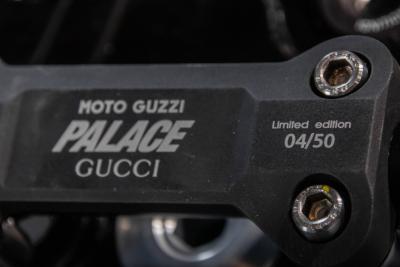 MOTO GUZZI
PALACE
GUCCI
Limited edition
04/50